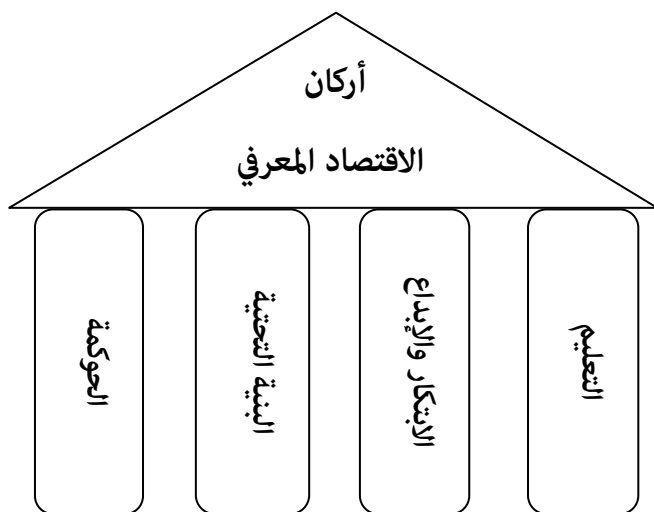 أركان
الاقتصاد المعرفي
التعليم
الابتكار والإبداع
البنية التحتية
الحوكمة